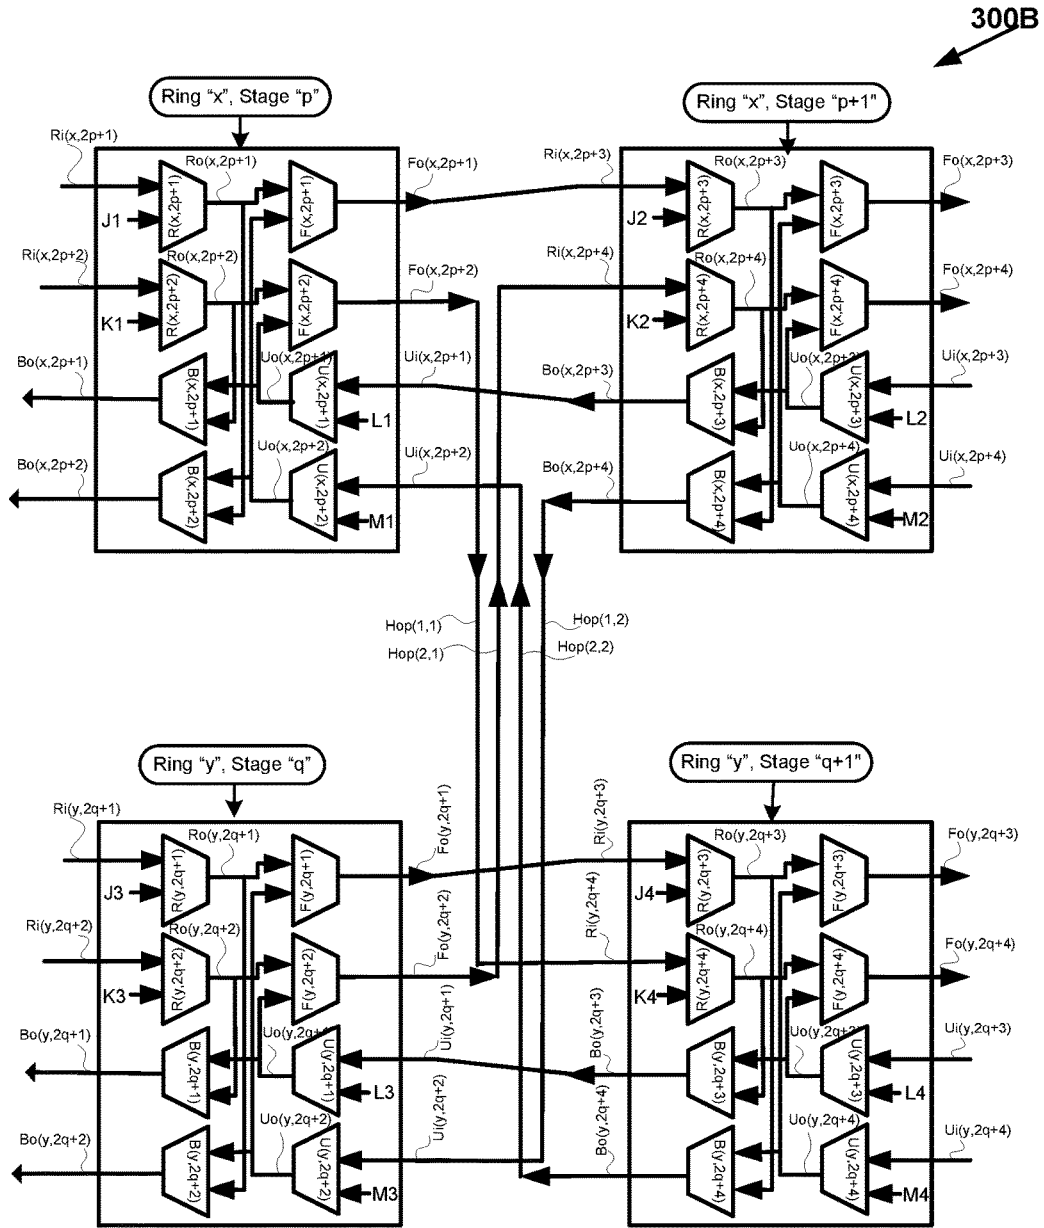 300B
Ring “x”, Stage “p”
Ring “x”, Stage “p+1”
Ri(x,2p+1)
Ro(x,2p+1)
Fo(x,2p+1)
Ri(x,2p+3)
Ro(x,2p+3)
Fo(x,2p+3)
R(x,2p+1)
F(x,2p+1)
R(x,2p+3)
F(x,2p+3)
J1
J2
Ri(x,2p+2)
Ro(x,2p+2)
Fo(x,2p+2)
Ri(x,2p+4)
Ro(x,2p+4)
Fo(x,2p+4)
R(x,2p+2)
F(x,2p+2)
R(x,2p+4)
F(x,2p+4)
K1
K2
Bo(x,2p+1)
Uo(x,2p+1)
Ui(x,2p+1)
Bo(x,2p+3)
Ui(x,2p+3)
B(x,2p+1)
U(x,2p+1)
B(x,2p+3)
U(x,2p+3)
L1
L2
Bo(x,2p+2)
Uo(x,2p+2)
Ui(x,2p+2)
Bo(x,2p+4)
Uo(x,2p+4)
Ui(x,2p+4)
B(x,2p+2)
U(x,2p+2)
B(x,2p+4)
U(x,2p+4)
M1
M2
Hop(1,1)
Hop(1,2)
Hop(2,1)
Hop(2,2)
Ring “y”, Stage “q”
Ring “y”, Stage “q+1”
Ri(y,2q+1)
Ro(y,2q+1)
Fo(y,2q+1)
Ri(y,2q+3)
Ro(y,2q+3)
Fo(y,2q+3)
R(y,2q+1)
F(y,2q+1)
R(y,2q+3)
F(y,2q+3)
J3
J4
Ri(y,2q+2)
Ro(y,2q+2)
Fo(y,2q+2)
Ri(y,2q+4)
Ro(y,2q+4)
Fo(y,2q+4)
R(y,2q+2)
F(y,2q+2)
R(y,2q+4)
F(y,2q+4)
K3
K4
Bo(y,2q+1)
Ui(y,2q+1)
Bo(y,2q+3)
Ui(y,2q+3)
B(y,2q+1)
U(y,2q+1)
B(y,2q+3)
U(y,2q+3)
L3
L4
Bo(y,2q+2)
Uo(y,2q+2)
Ui(y,2q+2)
Bo(y,2q+4)
Uo(y,2q+4)
Ui(y,2q+4)
B(y,2q+2)
U(y,2q+2)
B(y,2q+4)
U(y,2q+4)
M3
M4